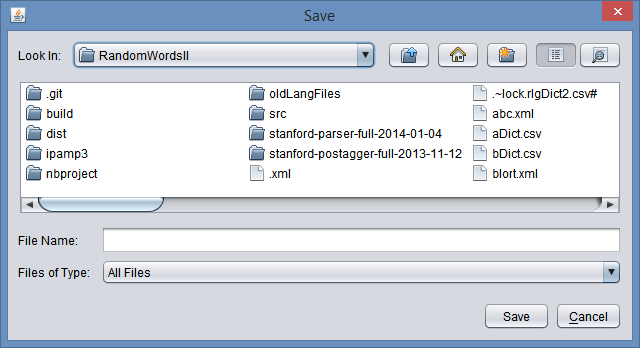 Save
Look In: RandomWordsII
.git oldLangFiles .~lock.rlgDict2.csv#
build src abc.xml
dist stanford-parser-full-2014-01-04 aDict.csv
ipamp3 stanford-postagger-full-2013-11-12 bDict.csv
nbproject .xml blort.xml
File Name:
Files of Type: All Files
Save Cancel